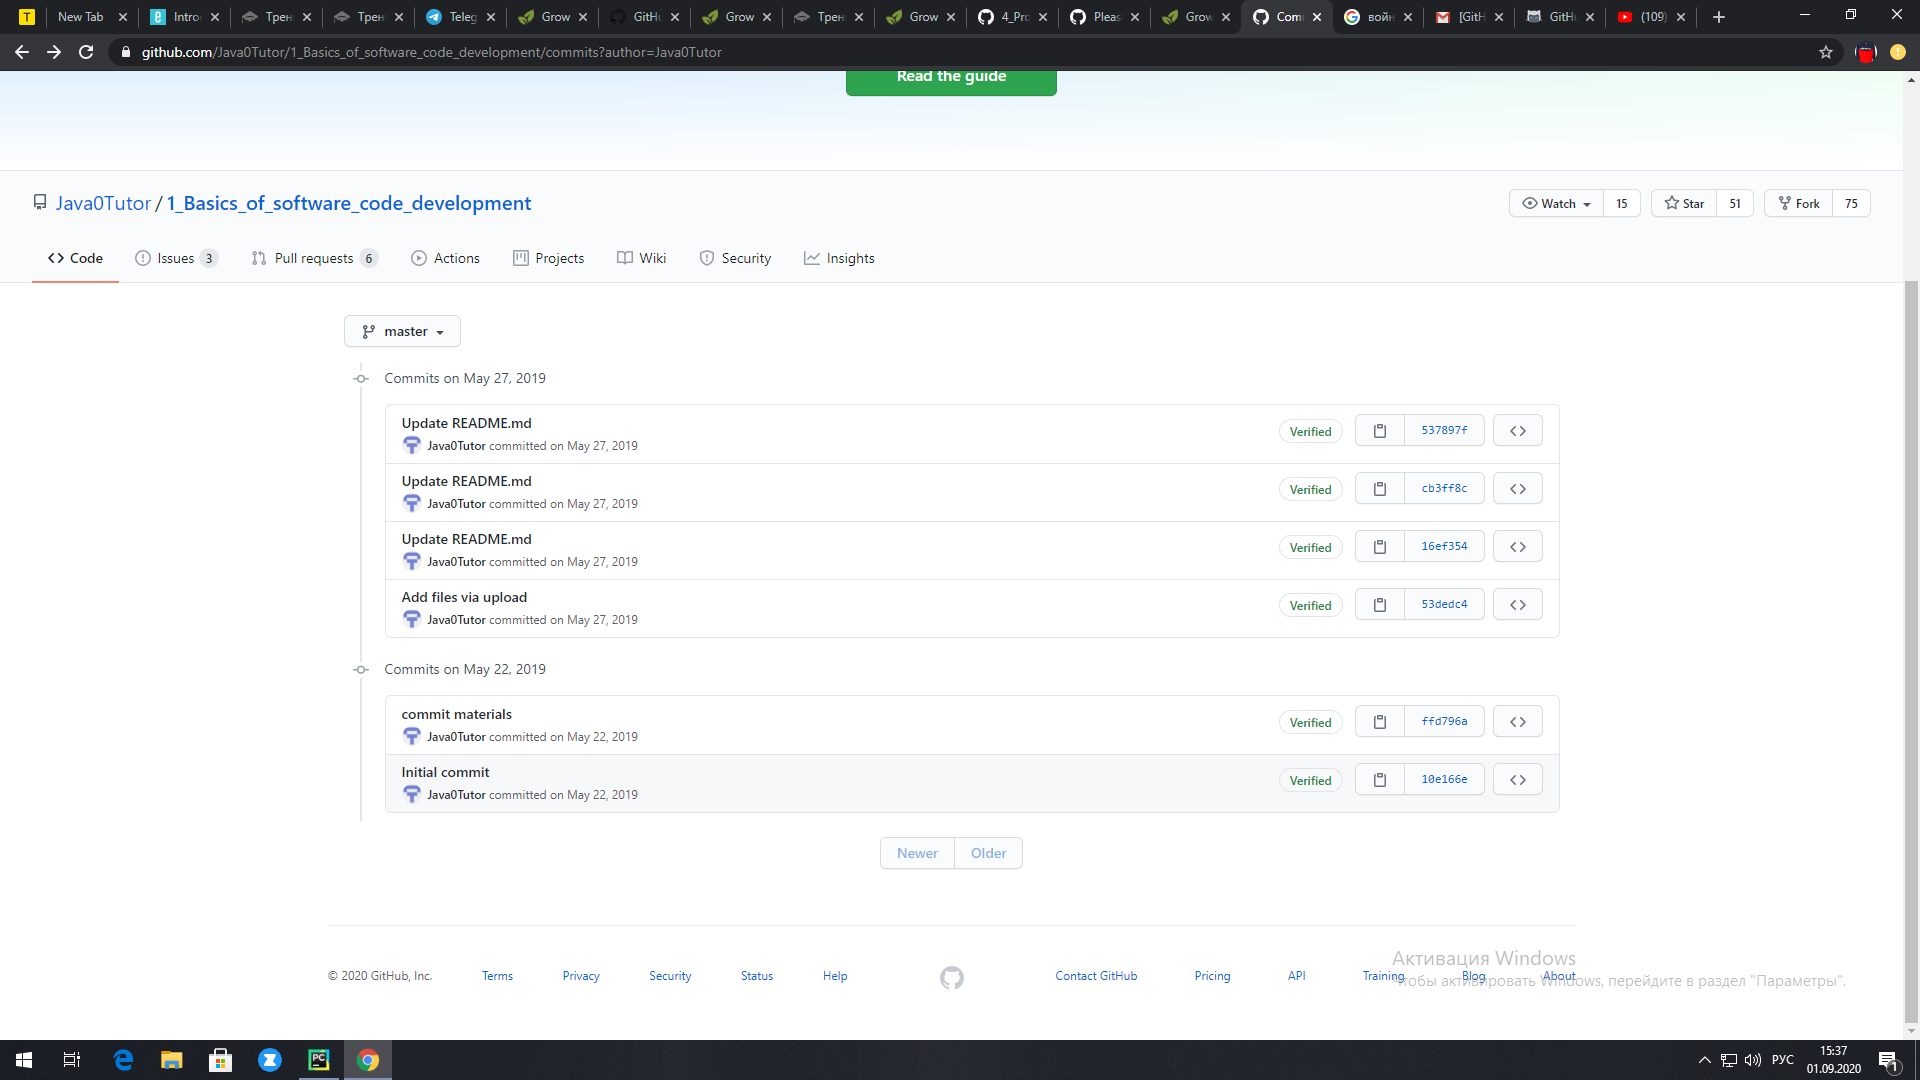 New Tab
Intro
Трен
Трен
Teleg
Grow
GitHu
Grow
Трен
Grow
4_Pro
Pleas
Grow
Com
войн
[GitH
GitHu
(109)
github.com/Java0Tutor/1_Basics_of_software_code_development/commits?author=Java0Tutor
Read the guide
Java0Tutor / 1_Basics_of_software_code_development
Watch 15
Star 51
Fork 75
Code
Issues 3
Pull requests 6
Actions
Projects
Wiki
Security
Insights
master
Commits on May 27, 2019
Update README.md
Java0Tutor committed on May 27, 2019
Verified
537897f
Update README.md
Java0Tutor committed on May 27, 2019
Verified
cb3ff8c
Update README.md
Java0Tutor committed on May 27, 2019
Verified
16ef354
Add files via upload
Java0Tutor committed on May 27, 2019
Verified
53dedc4
Commits on May 22, 2019
commit materials
Java0Tutor committed on May 22, 2019
Verified
ffd796a
Initial commit
Java0Tutor committed on May 22, 2019
Verified
10e166e
Newer
Older
© 2020 GitHub, Inc.
Terms
Privacy
Security
Status
Help
Contact GitHub
Pricing
API
Training
Blog
About
Активация Windows
Чтобы активировать Windows, перейдите в раздел "Параметры".
РУС
15:37
01.09.2020
1